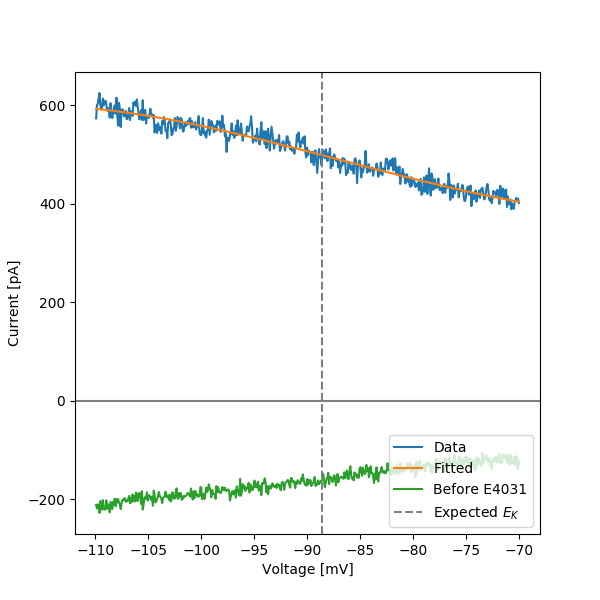 600
400
200
0
−200
Current [pA]
Data
Fitted
Before E4031
Expected E_K
−110 −105 −100 −95 −90 −85 −80 −75 −70
Voltage [mV]